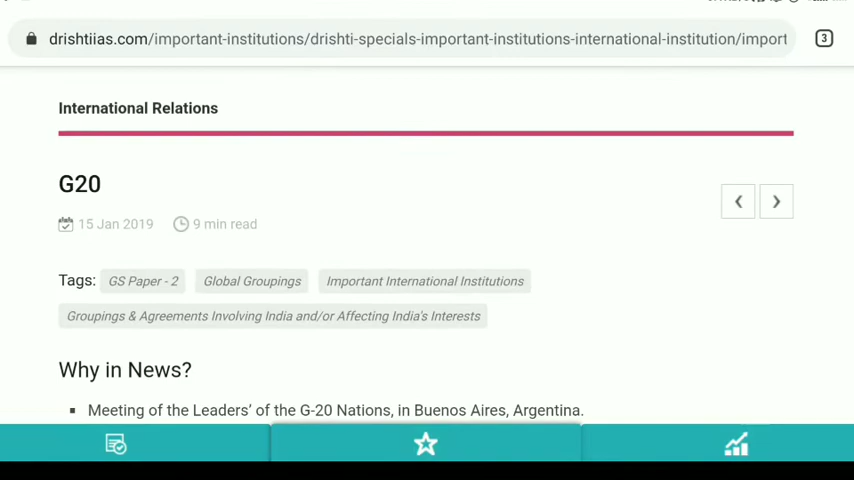 drishtiias.com/important-institutions/drishti-specials-important-institutions-international-institution/import
3
International Relations
G20
15 Jan 2019 9 min read
Tags: GS Paper - 2 Global Groupings Important International Institutions
Groupings & Agreements Involving India and/or Affecting India's Interests
Why in News?
▪ Meeting of the Leaders’ of the G-20 Nations, in Buenos Aires, Argentina.